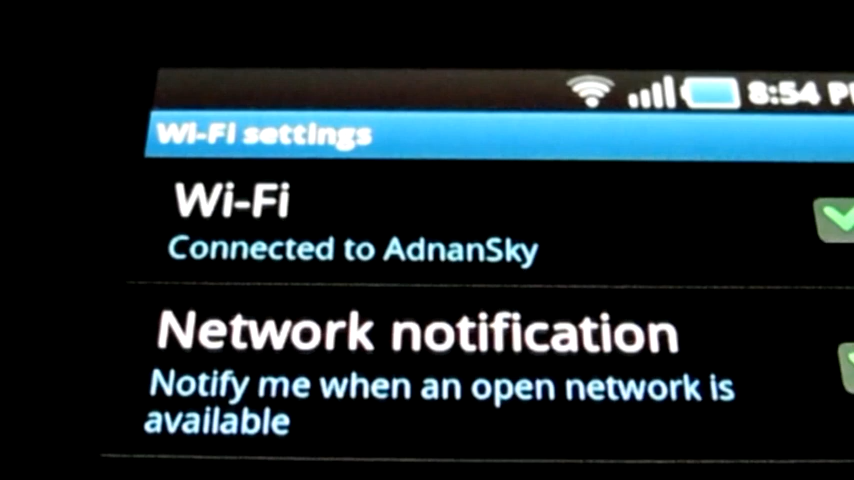 8:54 P
Wi-Fi settings
Wi-Fi
Connected to AdnanSky
Network notification
Notify me when an open network is
available